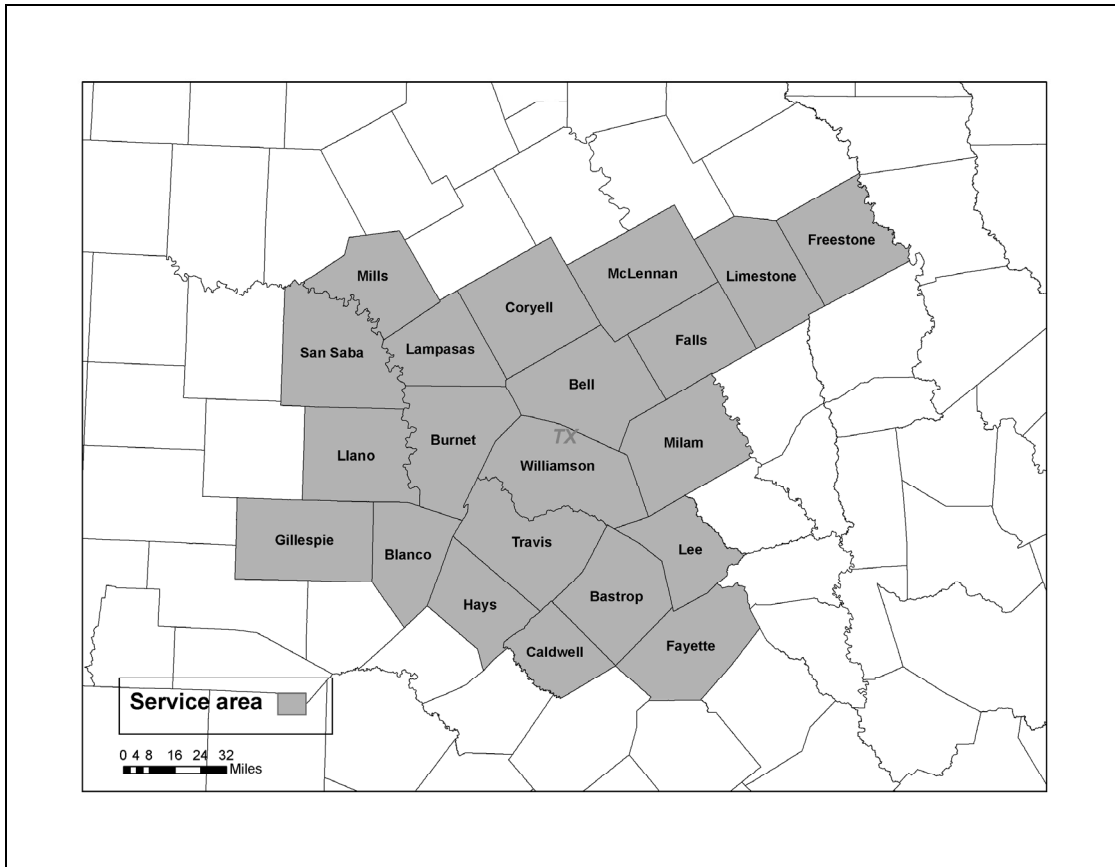 Freestone
McLennan
Limestone
Mills
Coryell
Falls
Lampasas
San Saba
Bell
TX
Burnet
Milam
Llano
Williamson
Gillespie
Blanco
Travis
Lee
Bastrop
Hays
Fayette
Caldwell
Service area
0 4 8 16 24 32
Miles